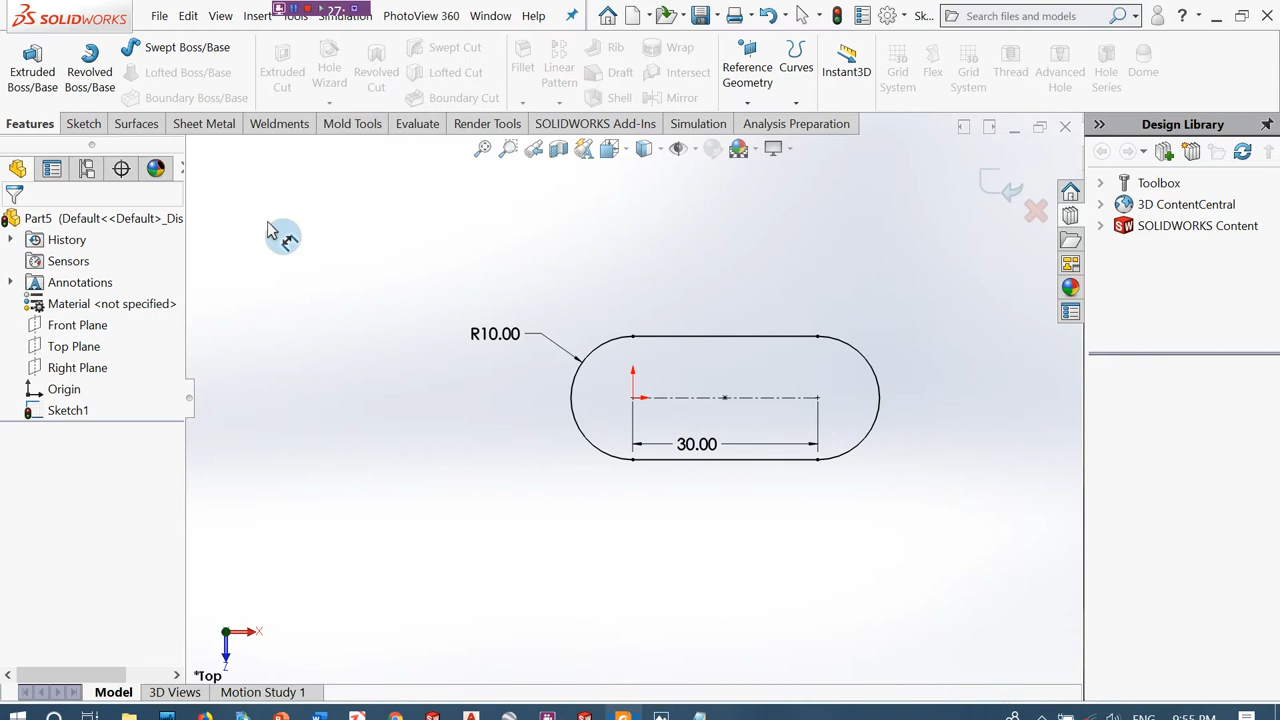 SOLIDWORKS File Edit View Insert Tools Simulation PhotoView 360 Window Help Sk... Search files and models ?
27:
Extruded Boss/Base
Revolved Boss/Base
Swept Boss/Base
Lofted Boss/Base
Boundary Boss/Base
Extruded Cut
Hole Wizard
Revolved Cut
Swept Cut
Lofted Cut
Boundary Cut
Fillet
Linear Pattern
Rib
Draft
Shell
Wrap
Intersect
Mirror
Reference Geometry
Curves
Instant3D
Grid System
Flex
Grid System
Thread
Advanced Hole
Hole Series
Dome
Features Sketch Surfaces Sheet Metal Weldments Mold Tools Evaluate Render Tools SOLIDWORKS Add-Ins Simulation Analysis Preparation
Design Library
Toolbox
3D ContentCentral
SOLIDWORKS Content
Part5 (Default<<Default>_Dis
History
Sensors
Annotations
Material <not specified>
Front Plane
Top Plane
Right Plane
Origin
Sketch1
R10.00
30.00
X
Z
*Top
Model 3D Views Motion Study 1
ENG 9:55 PM